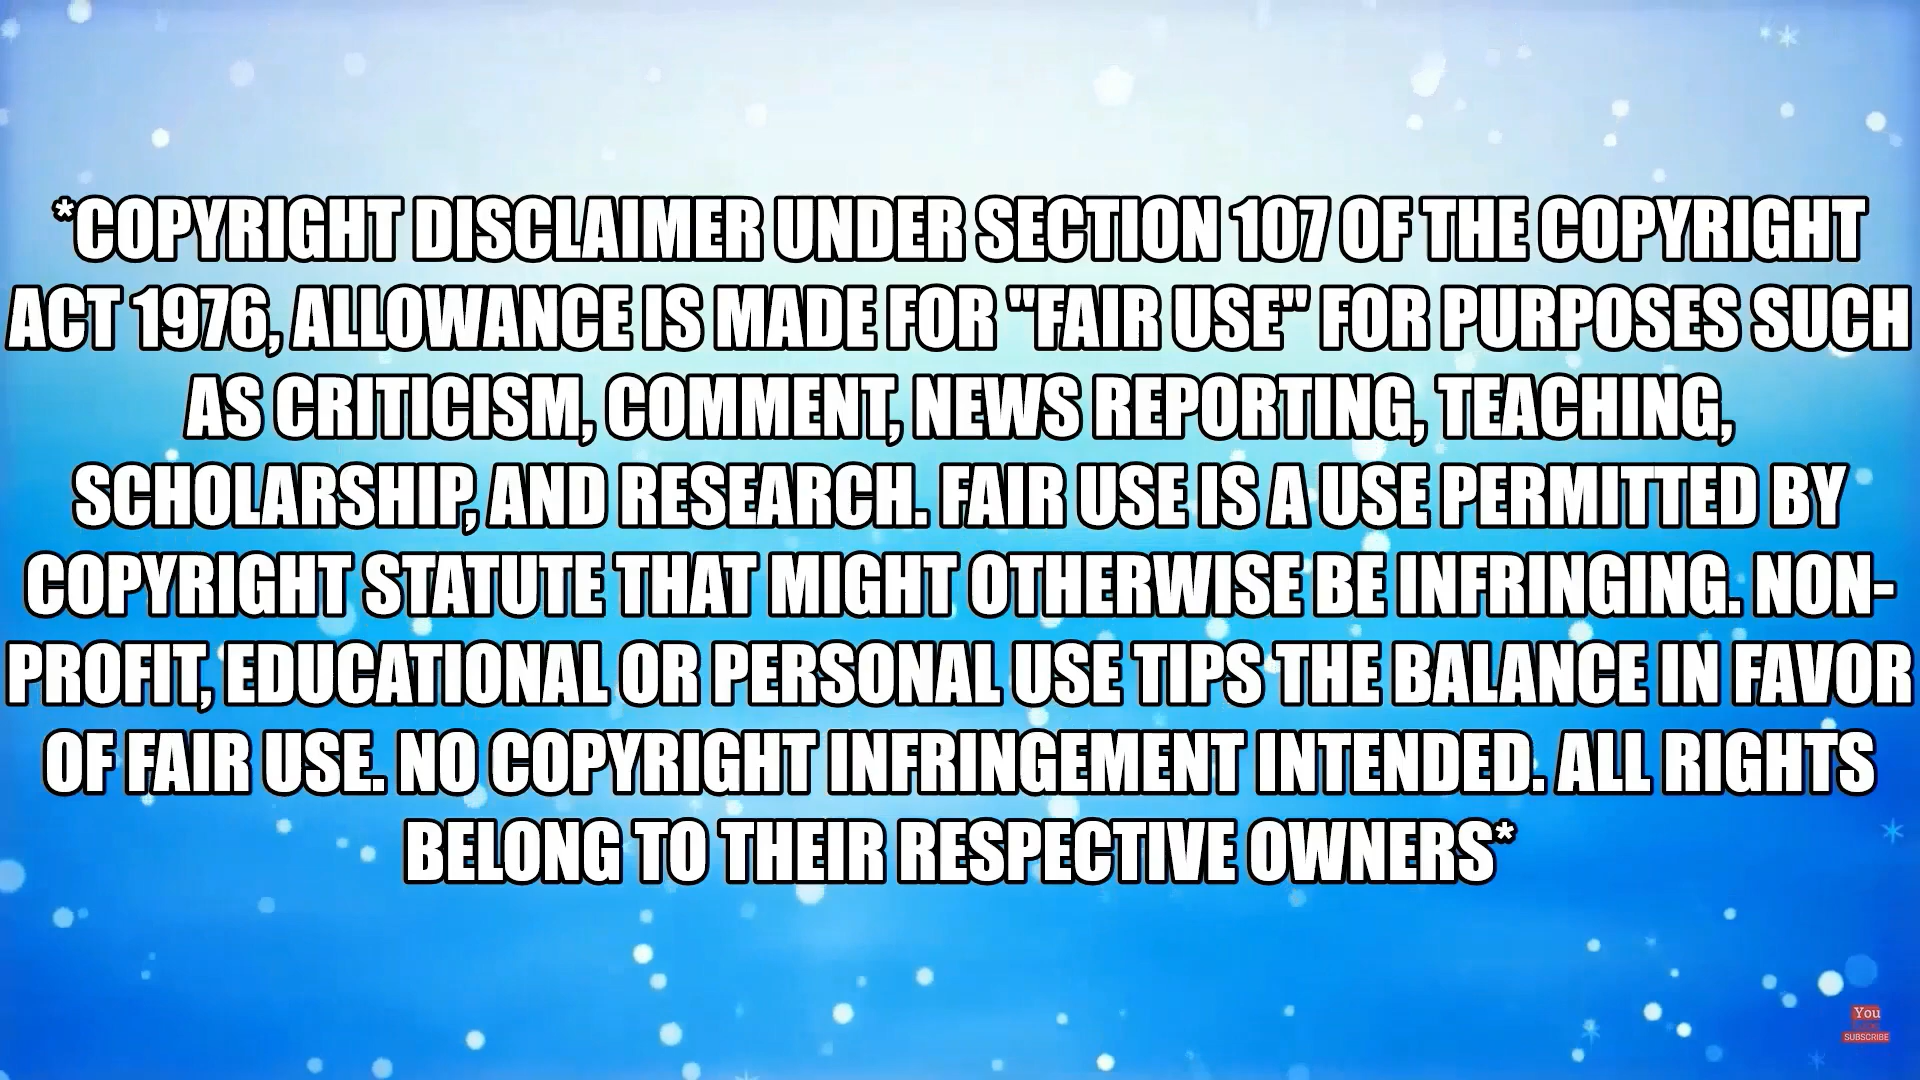 *COPYRIGHT DISCLAIMER UNDER SECTION 107 OF THE COPYRIGHT
ACT 1976, ALLOWANCE IS MADE FOR "FAIR USE" FOR PURPOSES SUCH
AS CRITICISM, COMMENT, NEWS REPORTING, TEACHING,
SCHOLARSHIP, AND RESEARCH. FAIR USE IS A USE PERMITTED BY
COPYRIGHT STATUTE THAT MIGHT OTHERWISE BE INFRINGING. NON-
PROFIT, EDUCATIONAL OR PERSONAL USE TIPS THE BALANCE IN FAVOR
OF FAIR USE. NO COPYRIGHT INFRINGEMENT INTENDED. ALL RIGHTS
BELONG TO THEIR RESPECTIVE OWNERS*
You
SUBSCRIBE